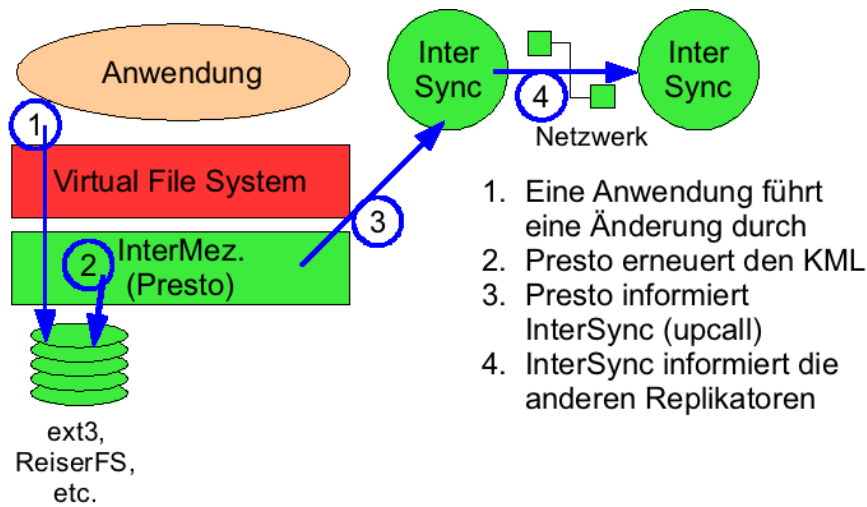 Anwendung
1
Virtual File System
2
InterMez.
(Presto)
3
ext3,
ReiserFS,
etc.
Inter
Sync
4
Netzwerk
Inter
Sync
1. Eine Anwendung führt
eine Änderung durch
2. Presto erneuert den KML
3. Presto informiert
InterSync (upcall)
4. InterSync informiert die
anderen Replikatoren